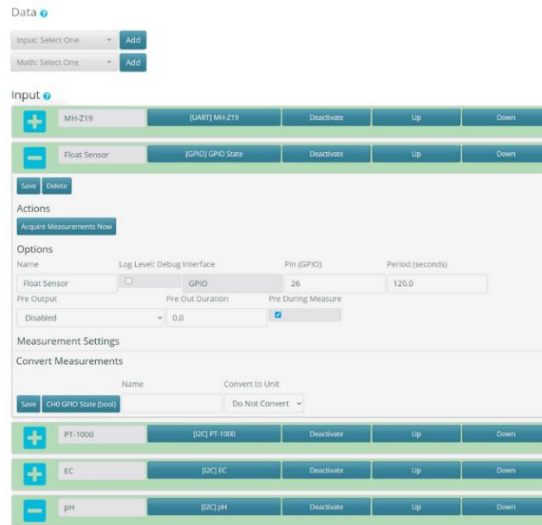 Data
Input: Select One Add
Math: Select One Add
Input
MH-Z19 [UART] MH-Z19 Deactivate Up Down
Float Sensor [GPIO] GPIO State Deactivate Up Down
Save Delete
Actions
Acquire Measurements Now
Options
Name Log Level: Debug Interface Pin (GPIO) Period (seconds)
Float Sensor GPIO 26 120.0
Pre Output Pre Out Duration Pre During Measure
Disabled 0.0
Measurement Settings
Convert Measurements
Name Convert to Unit
Save CH0 GPIO State (bool) Do Not Convert
PT-1000 [I2C] PT-1000 Deactivate Up Down
EC [I2C] EC Deactivate Up Down
pH [I2C] pH Deactivate Up Down